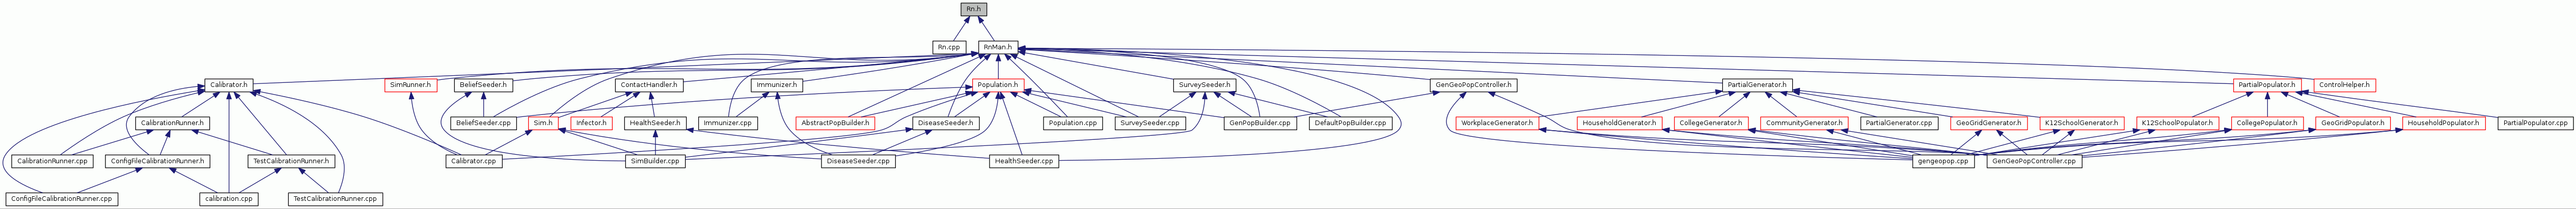 Rn.h
Rn.cpp
RnMan.h
Calibrator.h
SimRunner.h
BeliefSeeder.h
ContactHandler.h
Immunizer.h
Population.h
SurveySeeder.h
GenGeoPopController.h
PartialGenerator.h
PartialPopulator.h
ControlHelper.h
CalibrationRunner.h
BeliefSeeder.cpp
Sim.h
Infector.h
HealthSeeder.h
Immunizer.cpp
AbstractPopBuilder.h
DiseaseSeeder.h
Population.cpp
SurveySeeder.cpp
GenPopBuilder.cpp
DefaultPopBuilder.cpp
WorkplaceGenerator.h
HouseholdGenerator.h
CollegeGenerator.h
CommunityGenerator.h
PartialGenerator.cpp
GeoGridGenerator.h
K12SchoolGenerator.h
K12SchoolPopulator.h
CollegePopulator.h
GeoGridPopulator.h
HouseholdPopulator.h
PartialPopulator.cpp
CalibrationRunner.cpp
ConfigFileCalibrationRunner.h
TestCalibrationRunner.h
Calibrator.cpp
SimBuilder.cpp
DiseaseSeeder.cpp
HealthSeeder.cpp
gengeopop.cpp
GenGeoPopController.cpp
ConfigFileCalibrationRunner.cpp
calibration.cpp
TestCalibrationRunner.cpp